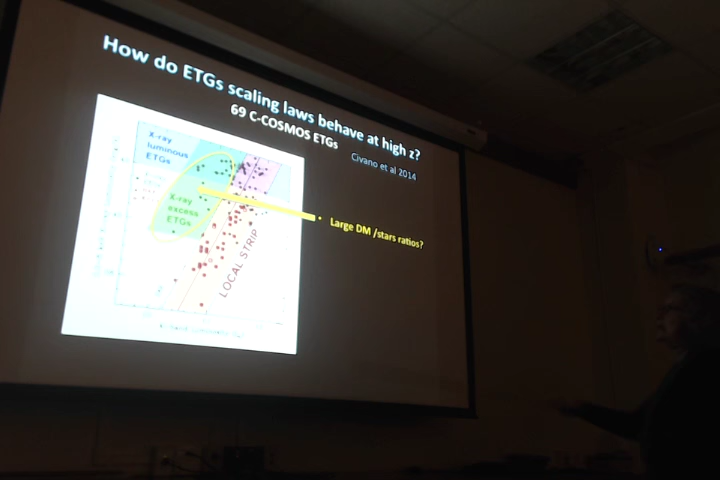 How do ETGs scaling laws behave at high z?
69 C-COSMOS ETGs
Civano et al 2014
X-ray
luminous
ETGs
X-ray
excess
ETGs
• Large DM /stars ratios?
LOCAL STRIP